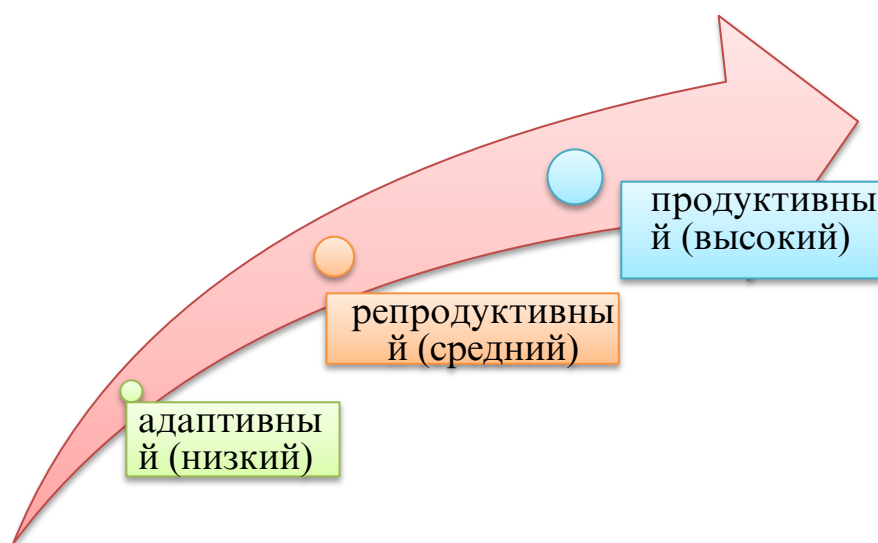 продуктивны
й (высокий)
репродуктивны
й (средний)
адаптивны
й (низкий)